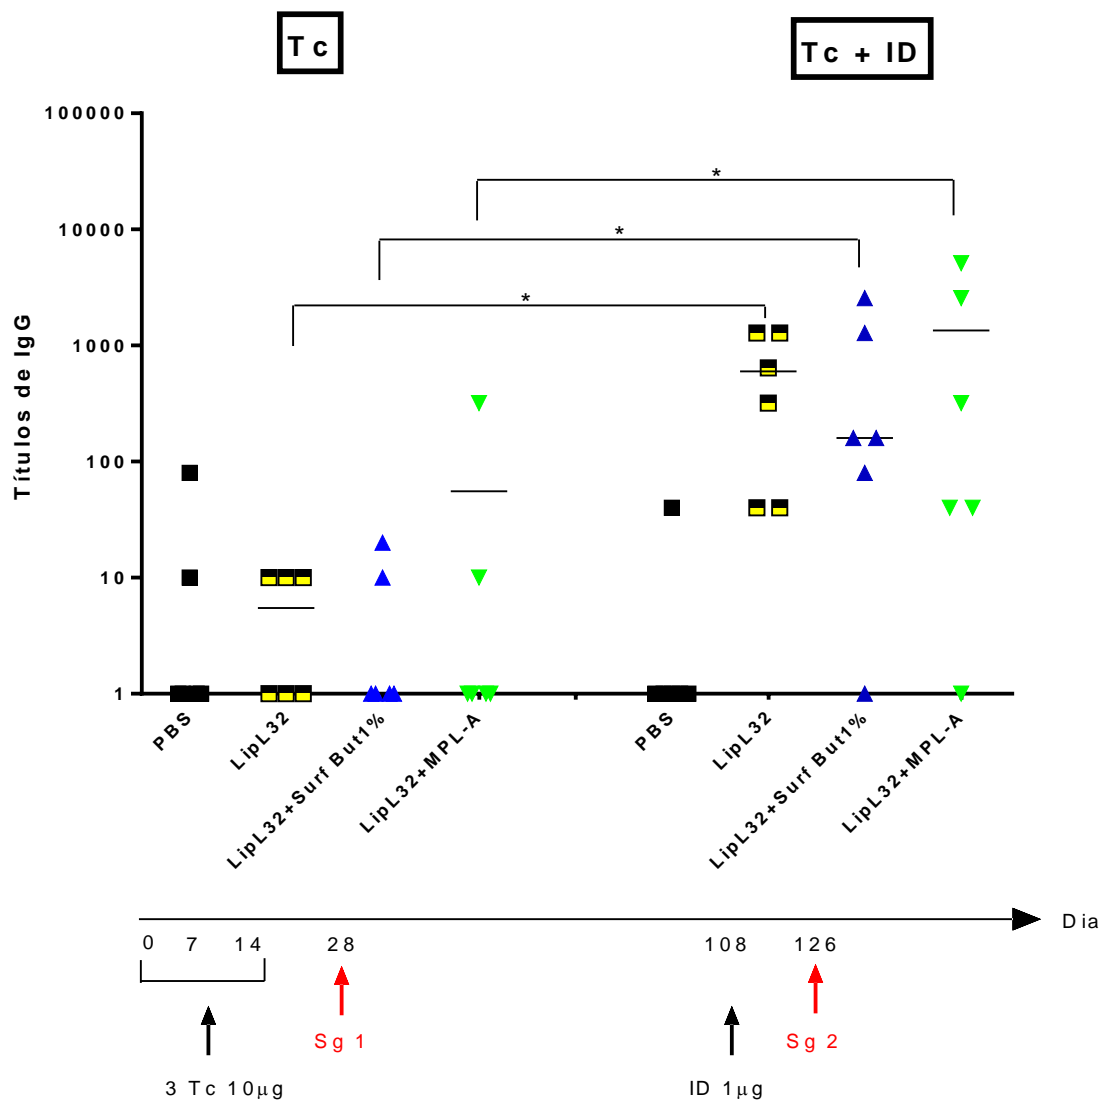 Tc
Tc + ID
100000
10000
1000
100
10
1
Títulos de IgG
*
*
*
PBS
LipL32
LipL32+Surf But1%
LipL32+MPL-A
PBS
LipL32
LipL32+Surf But1%
LipL32+MPL-A
Dia
0 7 14 28 108 126
Sg 1
Sg 2
3 Tc 10µg
ID 1µg